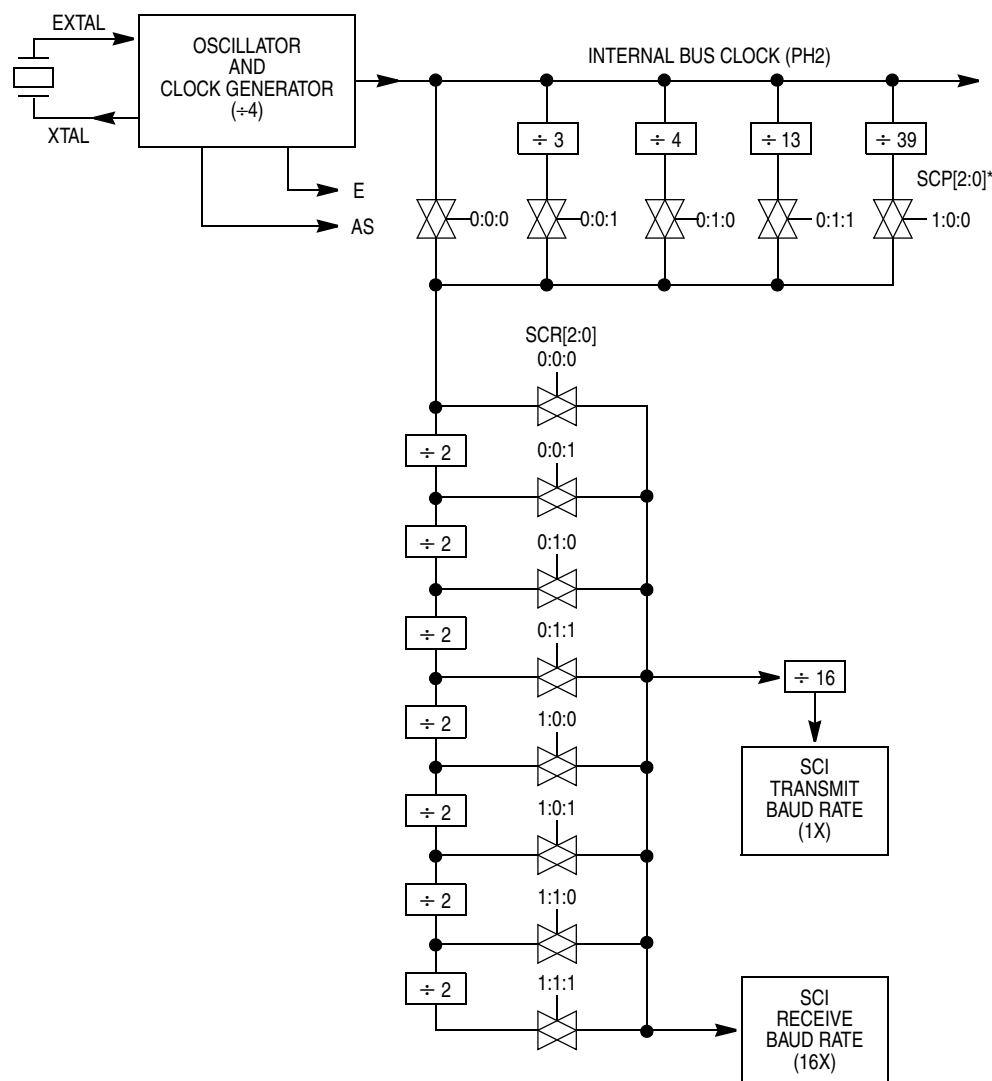 EXTAL
OSCILLATOR
AND
CLOCK GENERATOR
(÷4)
XTAL
E
AS
INTERNAL BUS CLOCK (PH2)
÷ 3
÷ 4
÷ 13
÷ 39
SCP[2:0]*
0:0:0
0:0:1
0:1:0
0:1:1
1:0:0
SCR[2:0]
0:0:0
÷ 2
0:0:1
÷ 2
0:1:0
÷ 2
0:1:1
÷ 16
÷ 2
1:0:0
SCI
TRANSMIT
BAUD RATE
(1X)
÷ 2
1:0:1
÷ 2
1:1:0
÷ 2
1:1:1
SCI
RECEIVE
BAUD RATE
(16X)